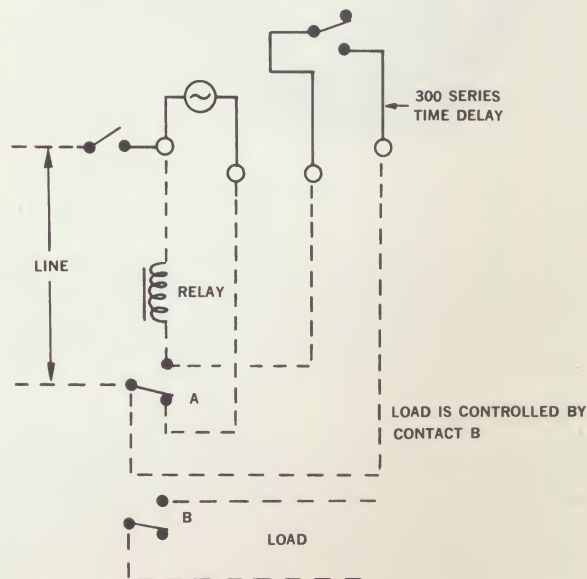 300 SERIES
TIME DELAY
LINE
RELAY
A
LOAD IS CONTROLLED BY
CONTACT B
B
LOAD